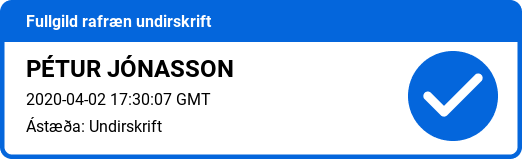 Fullgild rafræn undirskrift
PÉTUR JÓNASSON
2020-04-02 17:30:07 GMT
Ástæða: Undirskrift